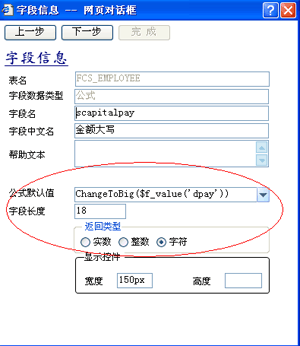 字段信息 -- 网页对话框
上一步 下一步 完 成
字段信息
表名 FCS_EMPLOYEE
字段数据类型 公式
字段名 scapitalpay
字段中文名 金额大写
帮助文本
公式默认值 ChangeToBig($f_value('dpay'))
字段长度 18
返回类型
实数 整数 字符
显示控件
宽度 150px 高度